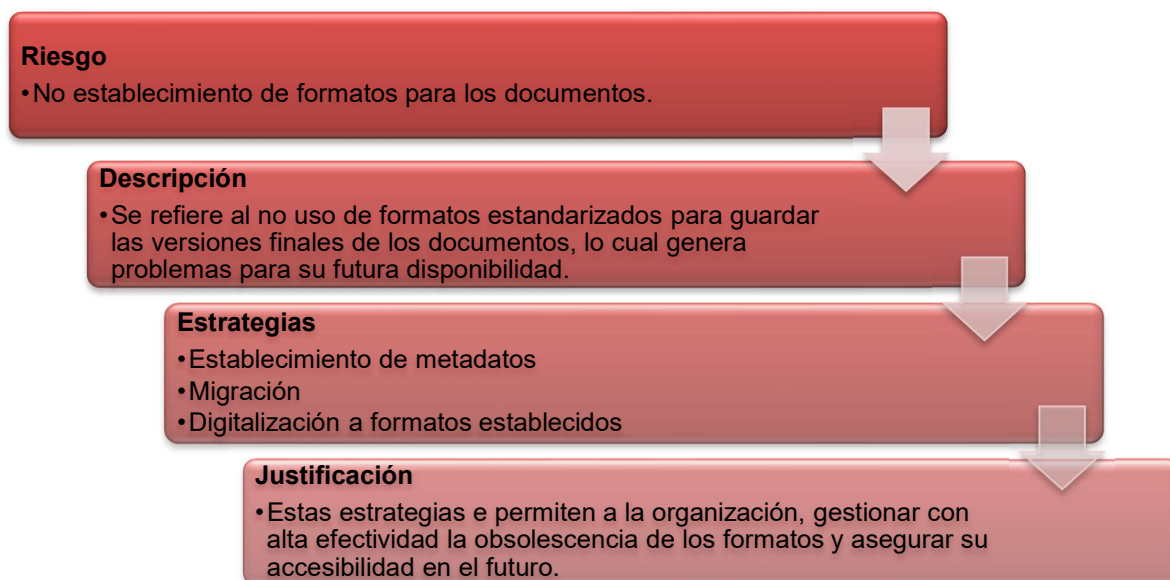 Riesgo
•No establecimiento de formatos para los documentos.
Descripción
•Se refiere al no uso de formatos estandarizados para guardar
las versiones finales de los documentos, lo cual genera
problemas para su futura disponibilidad.
Estrategias
•Establecimiento de metadatos
•Migración
•Digitalización a formatos establecidos
Justificación
•Estas estrategias e permiten a la organización, gestionar con
alta efectividad la obsolescencia de los formatos y asegurar su
accesibilidad en el futuro.